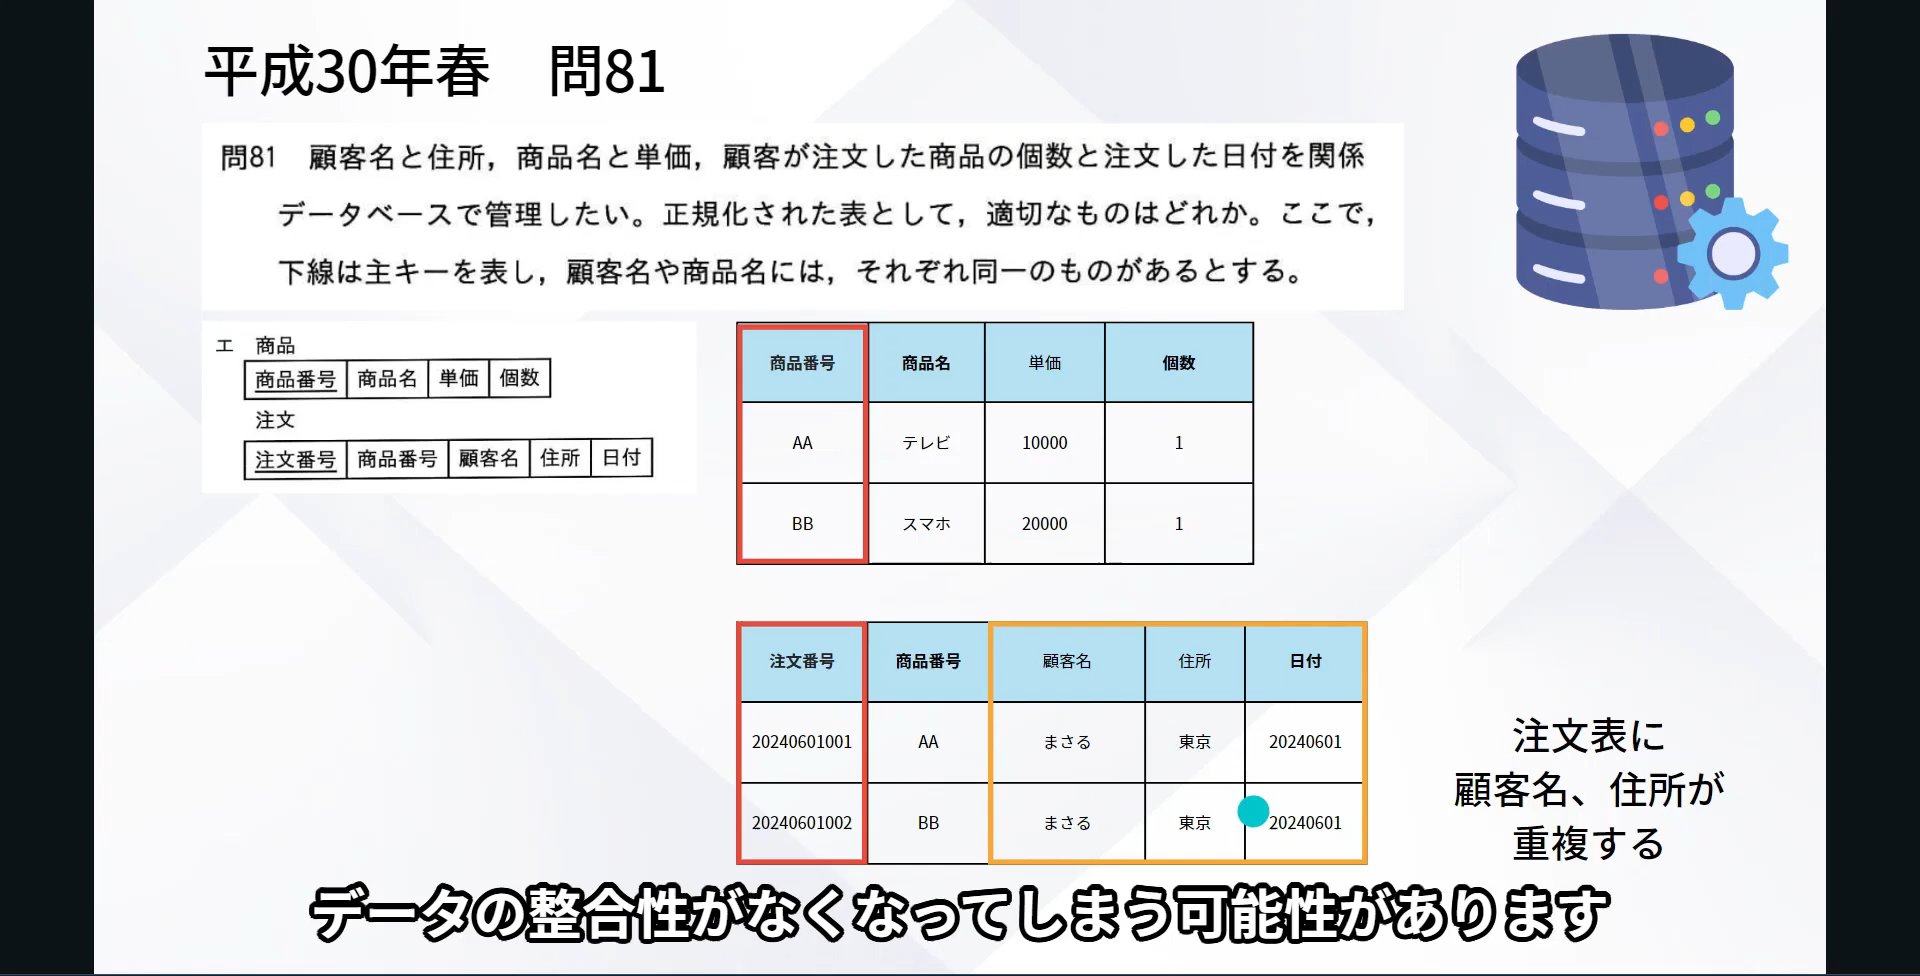 平成30年春　問81
問81　顧客名と住所，商品名と単価，顧客が注文した商品の個数と注文した日付を関係
データベースで管理したい。正規化された表として，適切なものはどれか。ここで，
下線は主キーを表し，顧客名や商品名には，それぞれ同一のものがあるとする。
エ　商品
商品番号 商品名 単価 個数
注文
注文番号 商品番号 顧客名 住所 日付
商品番号 商品名 単価 個数
AA テレビ 10000 1
BB スマホ 20000 1
注文番号 商品番号 顧客名 住所 日付
20240601001 AA まさる 東京 20240601
20240601002 BB まさる 東京 20240601
注文表に
顧客名、住所が
重複する
データの整合性がなくなってしまう可能性があります